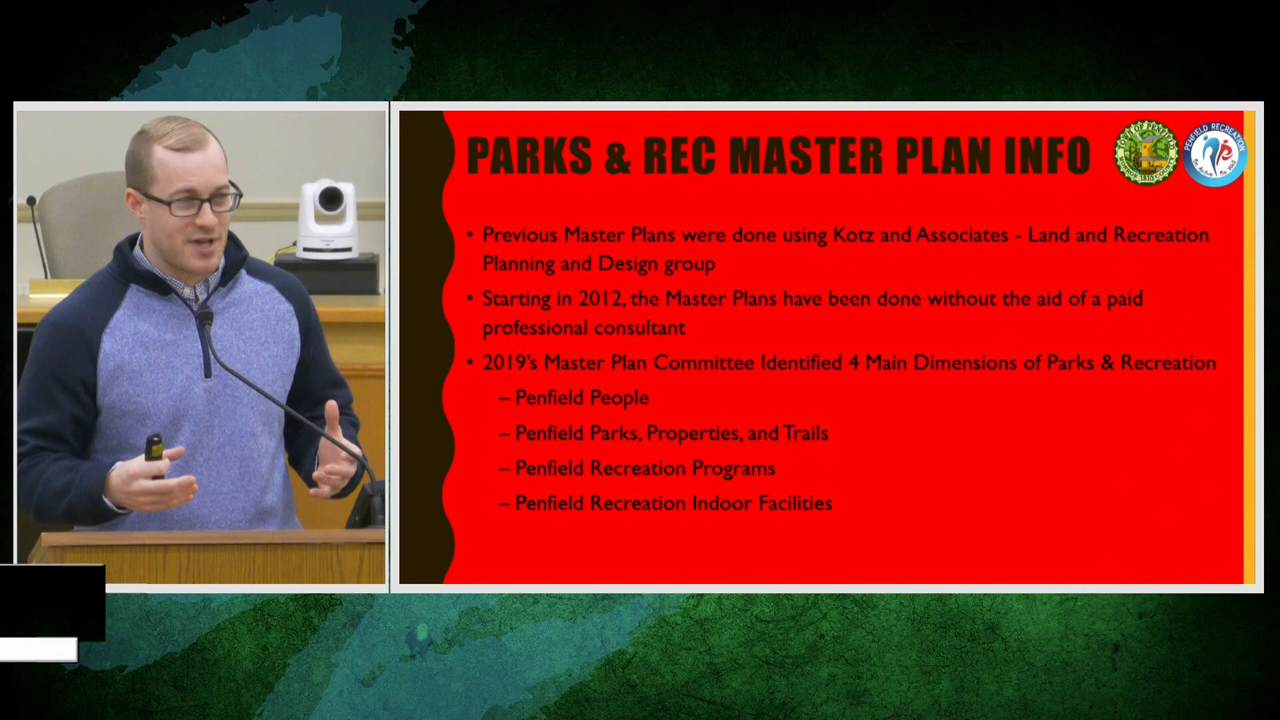 PARKS & REC MASTER PLAN INFO
• Previous Master Plans were done using Kotz and Associates - Land and Recreation
Planning and Design group
• Starting in 2012, the Master Plans have been done without the aid of a paid
professional consultant
• 2019's Master Plan Committee Identified 4 Main Dimensions of Parks & Recreation
– Penfield People
– Penfield Parks, Properties, and Trails
– Penfield Recreation Programs
– Penfield Recreation Indoor Facilities
PENFIELD RECREATION